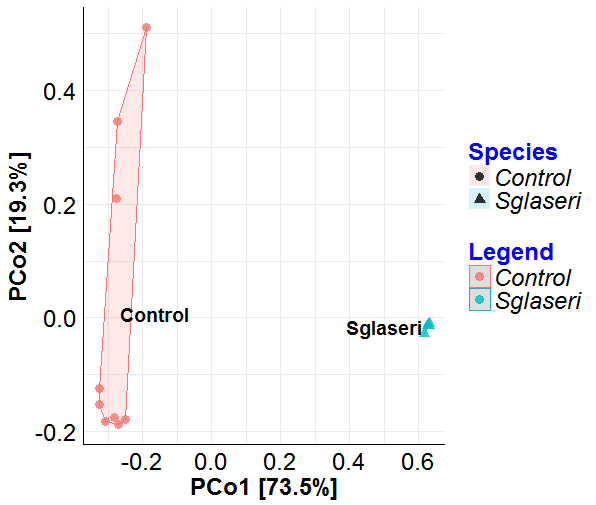 PCo2 [19.3%]
0.4
0.2
0.0
-0.2
Control
Sglaseri
-0.2 0.0 0.2 0.4 0.6
PCo1 [73.5%]
Species
Control
Sglaseri
Legend
Control
Sglaseri